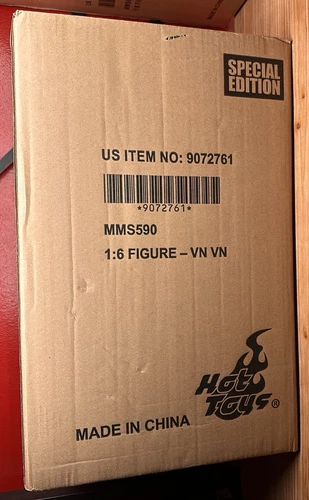 SPECIAL
EDITION
US ITEM NO: 9072761
*9072761*
MMS590
1:6 FIGURE – VN VN
Hot
Toys®
MADE IN CHINA